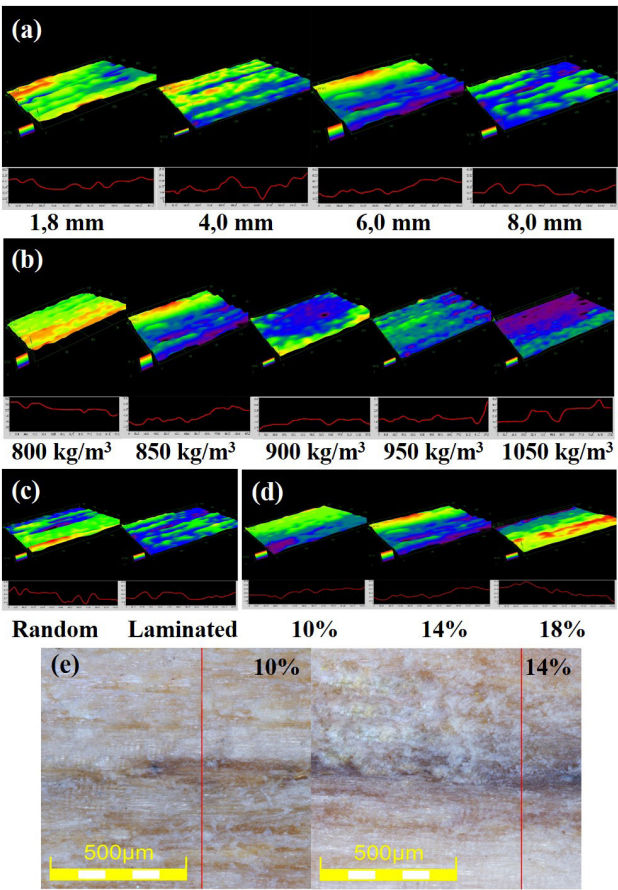 (a)
1,8 mm 4,0 mm 6,0 mm 8,0 mm
(b)
800 kg/m³ 850 kg/m³ 900 kg/m³ 950 kg/m³ 1050 kg/m³
(c) (d)
Random Laminated 10% 14% 18%
(e) 10% 14%
500μm 500μm